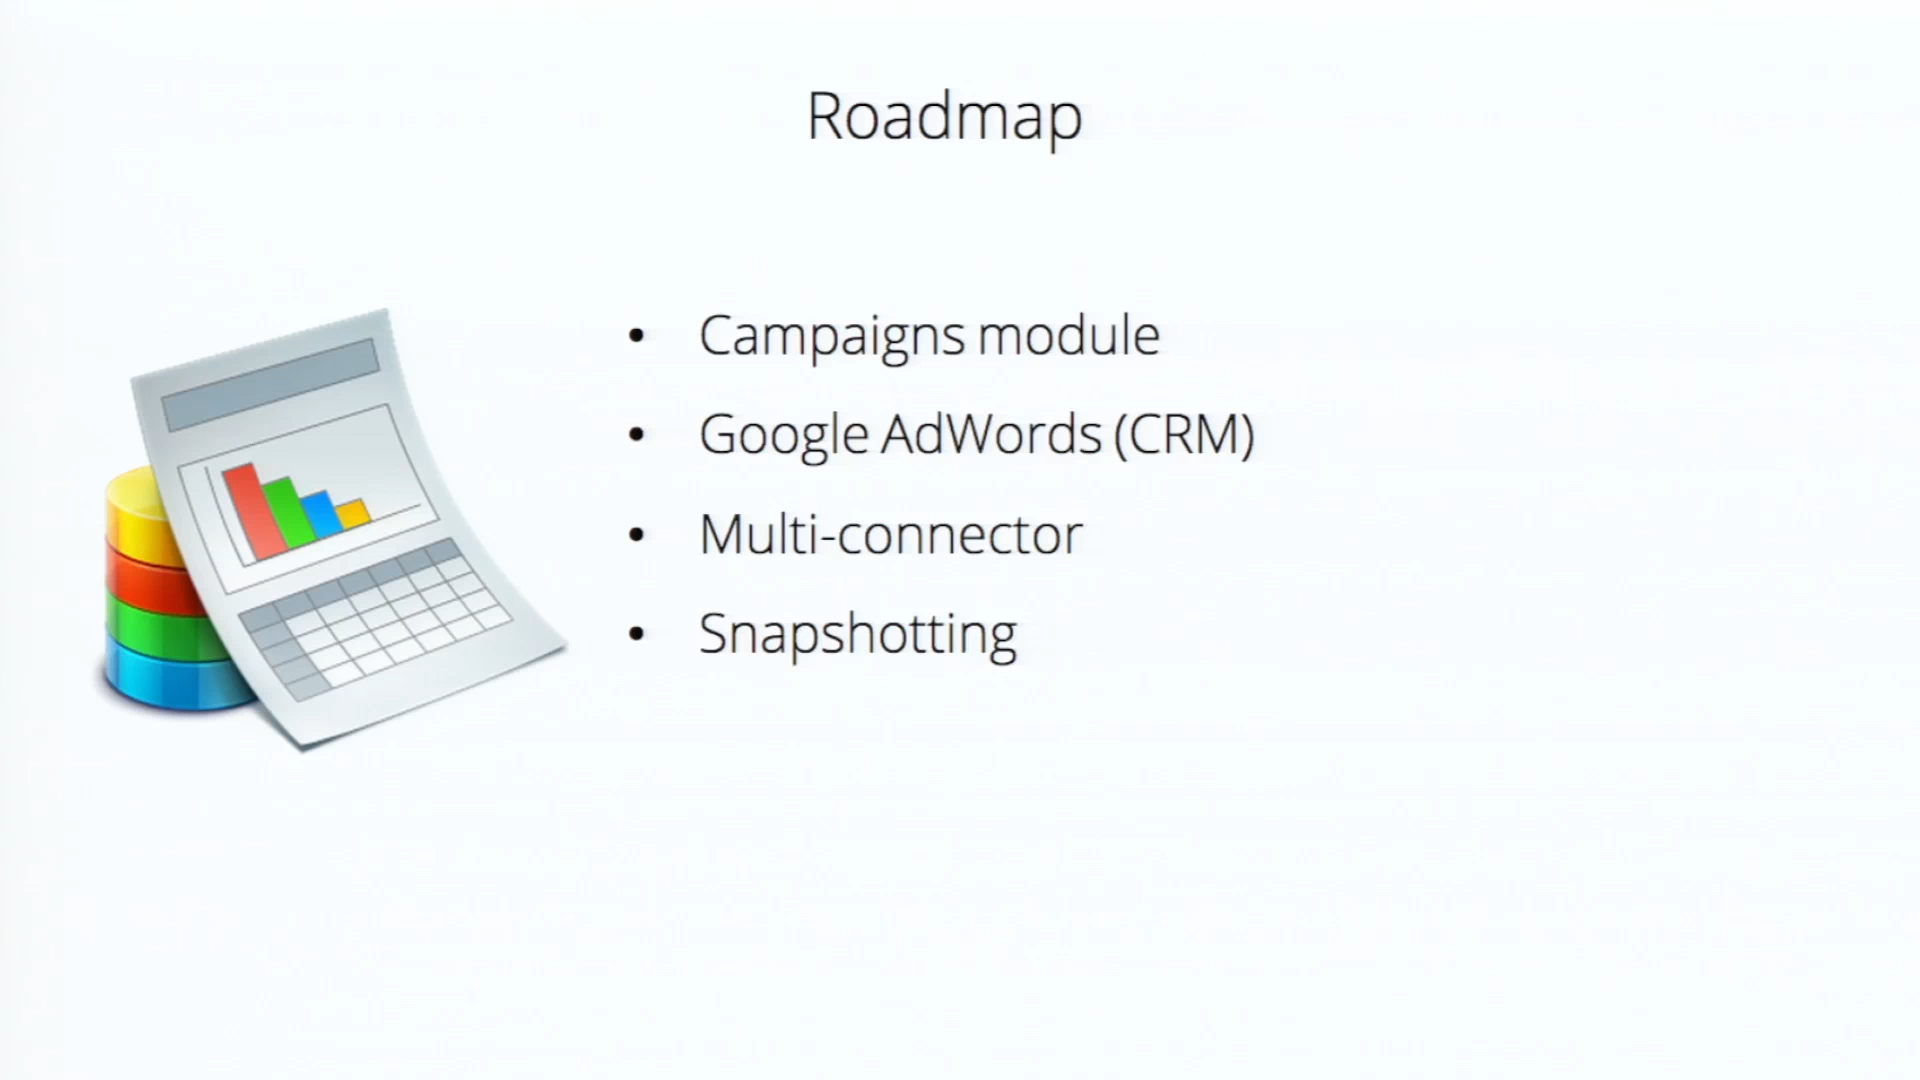 Roadmap
• Campaigns module
• Google AdWords (CRM)
• Multi-connector
• Snapshotting